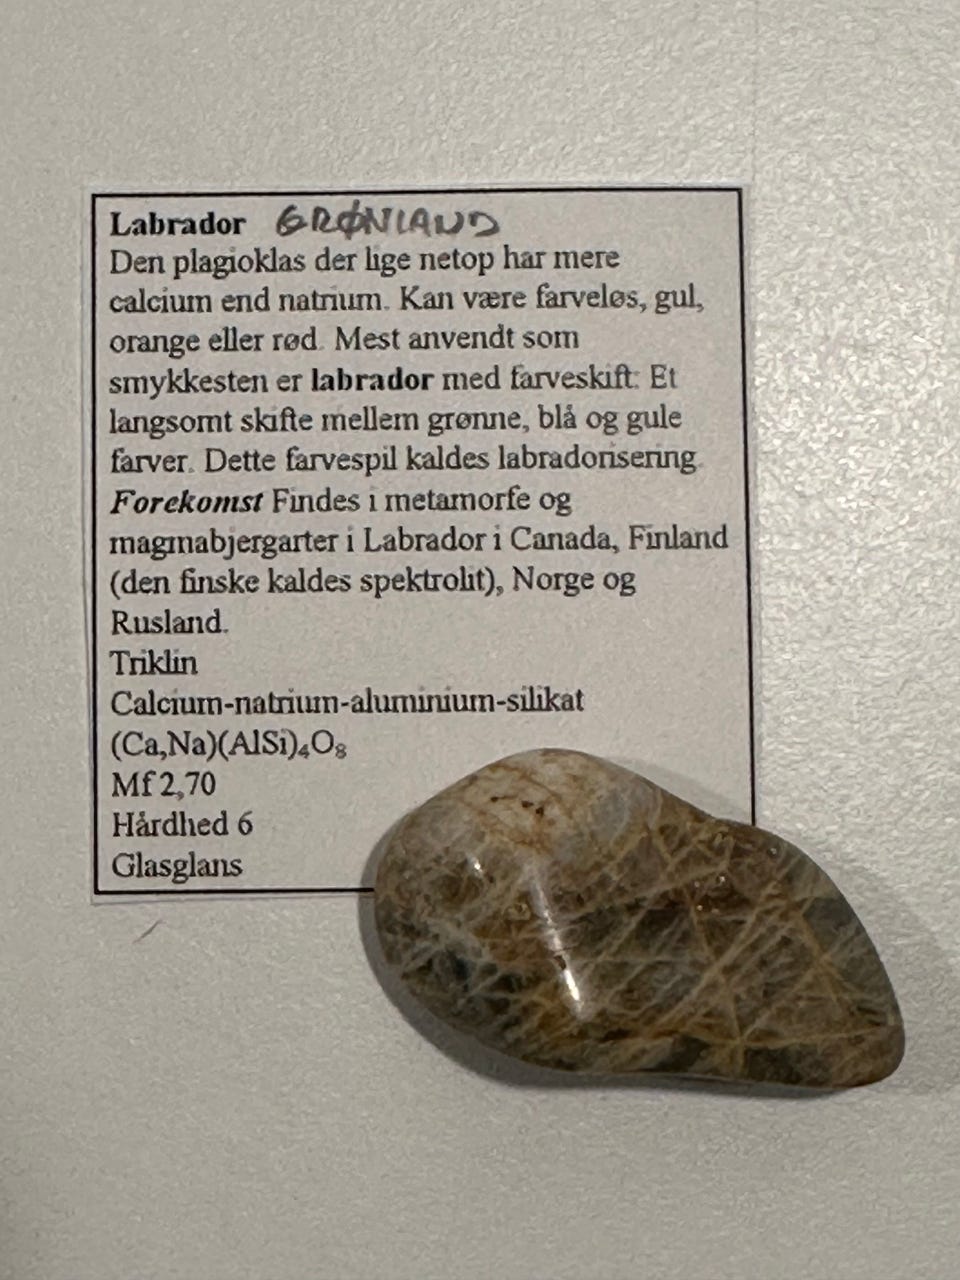 Labrador GRØNLAND
Den plagioklas der lige netop har mere
calcium end natrium. Kan være farveløs, gul,
orange eller rød. Mest anvendt som
smykkesten er labrador med farveskift: Et
langsomt skifte mellem grønne, blå og gule
farver. Dette farvespil kaldes labradorisering.
Forekomst Findes i metamorfe og
magmabjergarter i Labrador i Canada, Finland
(den finske kaldes spektrolit), Norge og
Rusland.
Triklin
Calcium-natrium-aluminium-silikat
(Ca,Na)(AlSi)₄O₈
Mf 2,70
Hårdhed 6
Glasglans